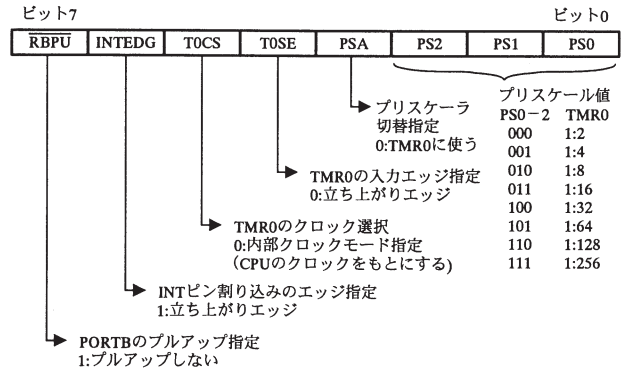 ビット7 ビット0
RBPU INTEDG T0CS T0SE PSA PS2 PS1 PS0
プリスケーラ
切替指定
0:TMR0に使う
プリスケール値
PS0-2 TMR0
000 1:2
001 1:4
010 1:8
011 1:16
100 1:32
101 1:64
110 1:128
111 1:256
TMR0の入力エッジ指定
0:立ち上がりエッジ
TMR0のクロック選択
0:内部クロックモード指定
(CPUのクロックをもとにする)
INTピン割り込みのエッジ指定
1:立ち上がりエッジ
PORTBのプルアップ指定
1:プルアップしない